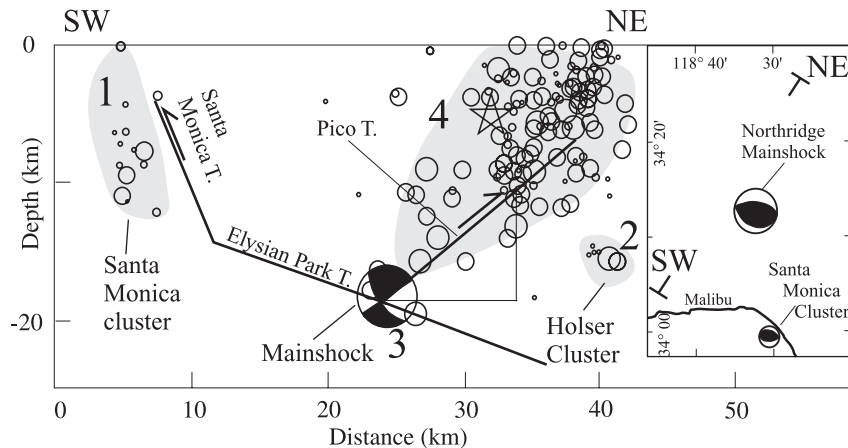 SW
NE
0
1
Santa
Monica T.
4
Pico T.
Depth (km)
Elysian Park T.
2
Santa
Monica
cluster
-20
Mainshock
3
Holser
Cluster
0
10
20
30
40
50
Distance (km)
118° 40'
30'
NE
34° 20'
Northridge
Mainshock
SW
Malibu
Santa
Monica
Cluster
34° 00